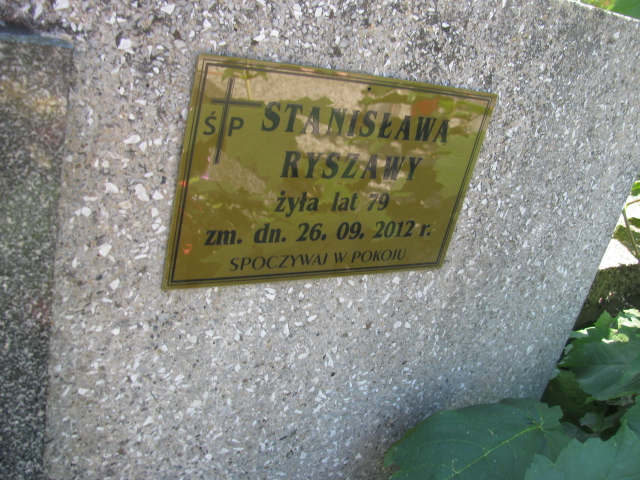 ŚP STANISŁAWA
RYSZAWY
żyła lat 79
zm. dn. 26. 09. 2012 r.
SPOCZYWAJ W POKOJU